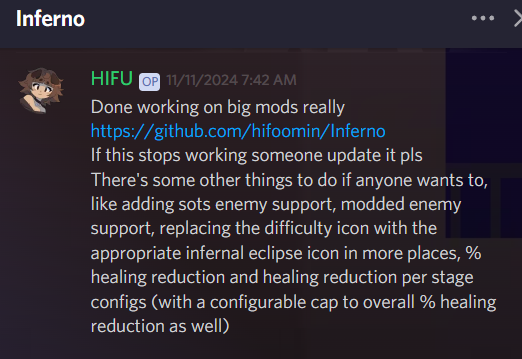 Inferno
HIFU OP 11/11/2024 7:42 AM
Done working on big mods really
https://github.com/hifoomin/Inferno
If this stops working someone update it pls
There's some other things to do if anyone wants to,
like adding sots enemy support, modded enemy
support, replacing the difficulty icon with the
appropriate infernal eclipse icon in more places, %
healing reduction and healing reduction per stage
configs (with a configurable cap to overall % healing
reduction as well)